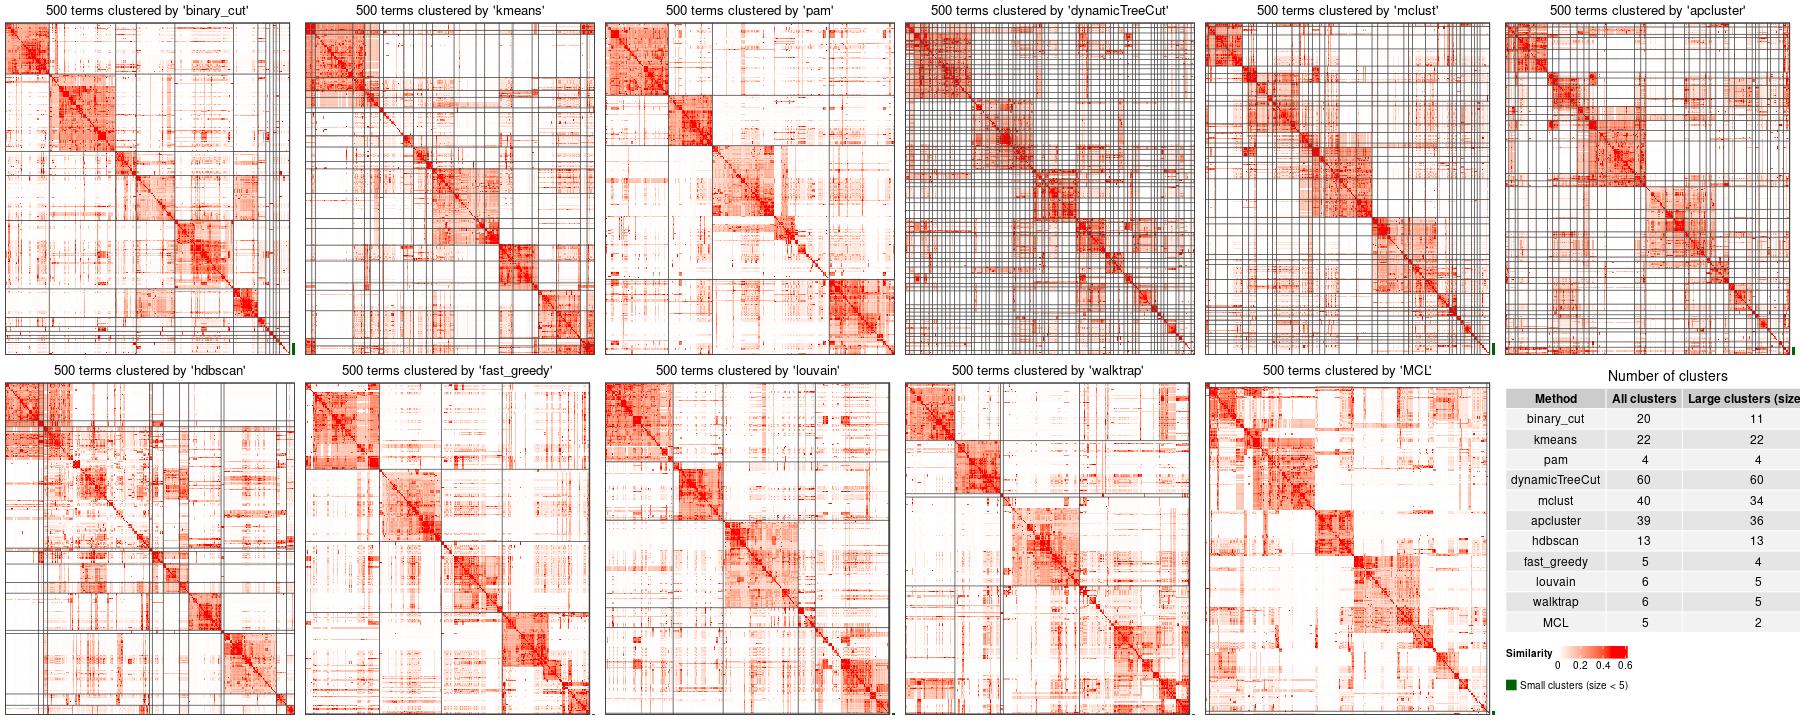 500 terms clustered by 'binary_cut'
500 terms clustered by 'kmeans'
500 terms clustered by 'pam'
500 terms clustered by 'dynamicTreeCut'
500 terms clustered by 'mclust'
500 terms clustered by 'apcluster'
500 terms clustered by 'hdbscan'
500 terms clustered by 'fast_greedy'
500 terms clustered by 'louvain'
500 terms clustered by 'walktrap'
500 terms clustered by 'MCL'
Number of clusters
Method All clusters Large clusters (size
binary_cut 20 11
kmeans 22 22
pam 4 4
dynamicTreeCut 60 60
mclust 40 34
apcluster 39 36
hdbscan 13 13
fast_greedy 5 4
louvain 6 5
walktrap 6 5
MCL 5 2
Similarity
0 0.2 0.4 0.6
Small clusters (size < 5)